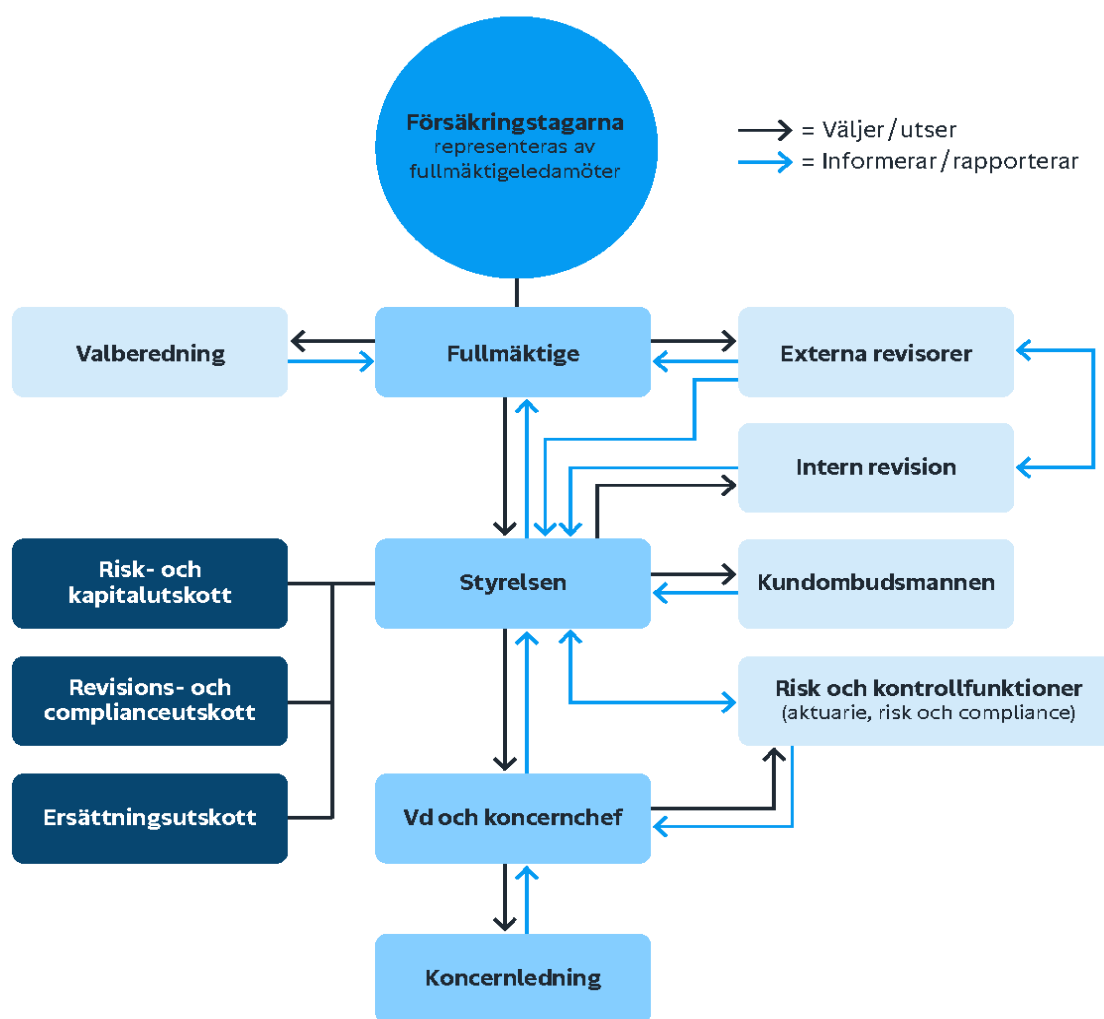 Försäkringstagarna
representeras av
fullmäktigeledamöter
= Väljer/utser
= Informerar/rapporterar
Valberedning
Fullmäktige
Externa revisorer
Intern revision
Risk- och
kapitalutskott
Styrelsen
Kundombudsmannen
Revisions- och
complianceutskott
Risk och kontrollfunktioner
(aktuarie, risk och compliance)
Ersättningsutskott
Vd och koncernchef
Koncernledning